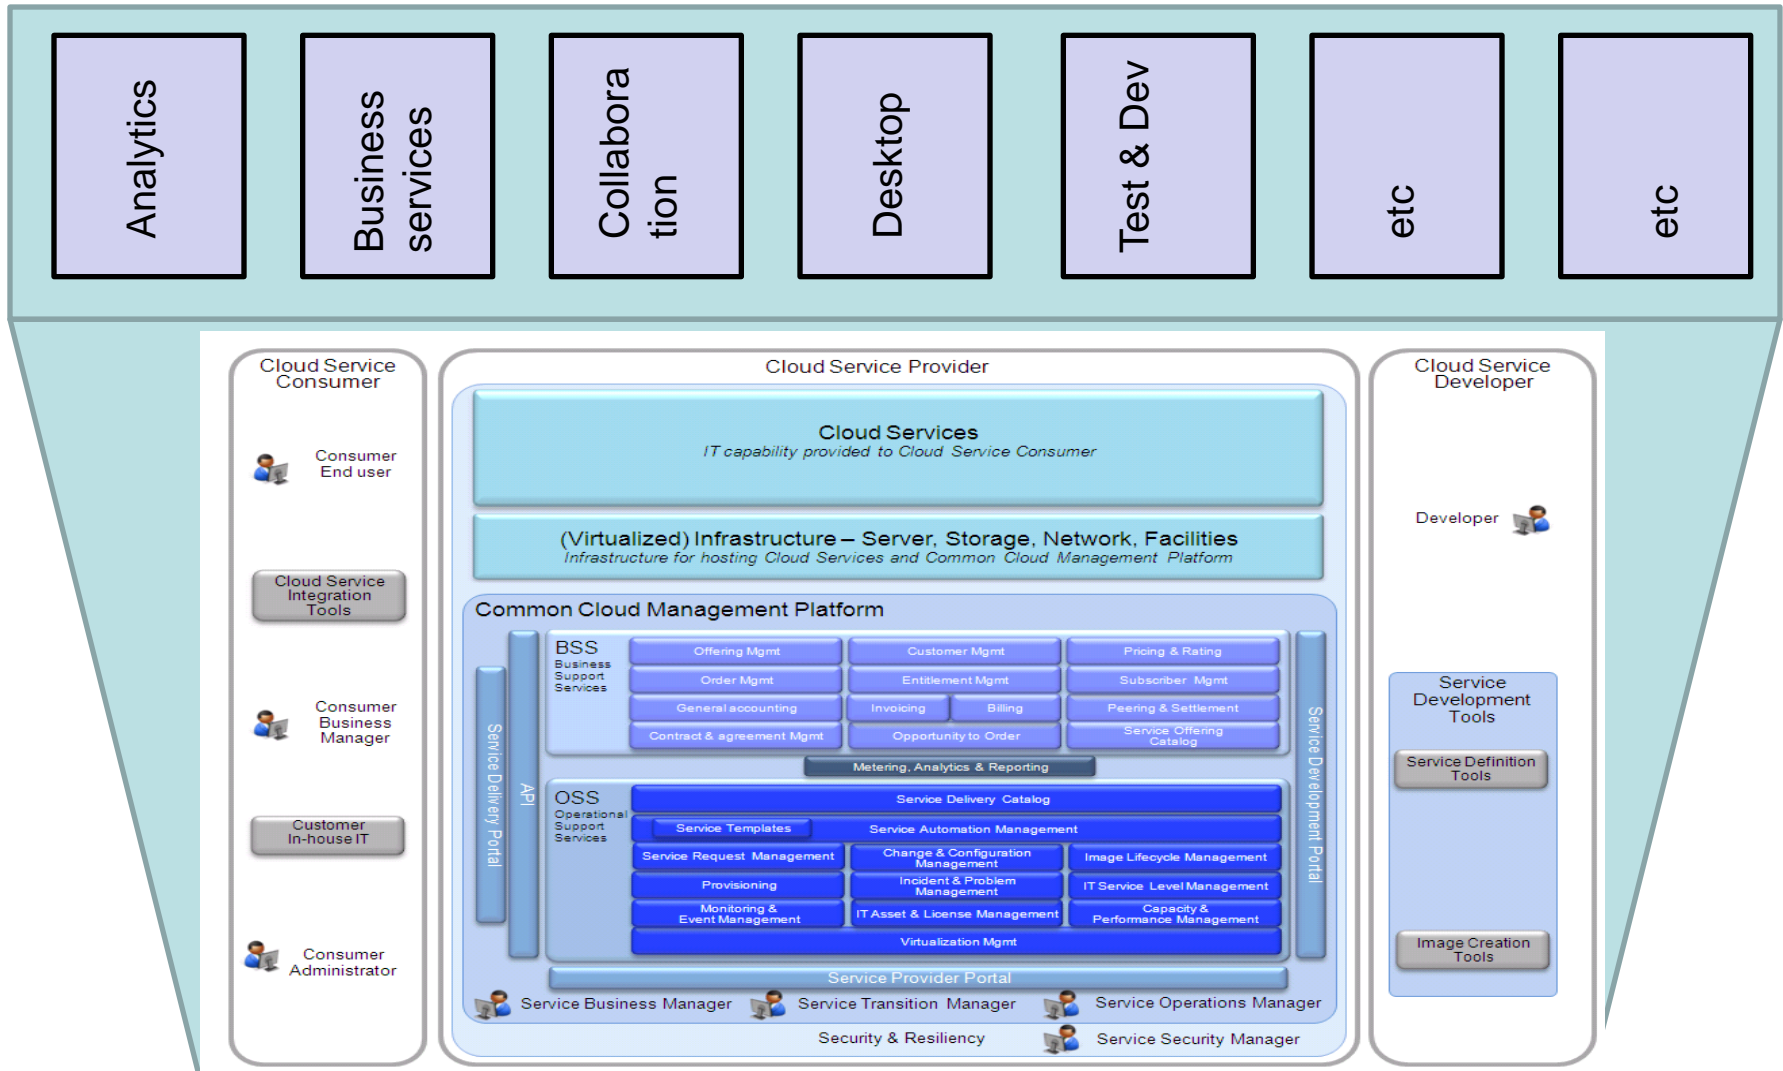 Analytics
Business
services
Collabora
tion
Desktop
Test & Dev
etc
etc
Cloud Service
Consumer
Consumer
End user
Cloud Service
Integration
Tools
Consumer
Business
Manager
Customer
In-house IT
Consumer
Administrator
Cloud Service Provider
Cloud Services
IT capability provided to Cloud Service Consumer
(Virtualized) Infrastructure – Server, Storage, Network, Facilities
Infrastructure for hosting Cloud Services and Common Cloud Management Platform
Common Cloud Management Platform
Service Delivery Portal
API
BSS
Business
Support
Services
Offering Mgmt
Customer Mgmt
Pricing & Rating
Order Mgmt
Entitlement Mgmt
Subscriber Mgmt
General accounting
Invoicing
Billing
Peering & Settlement
Contract & agreement Mgmt
Opportunity to Order
Service Offering
Catalog
Metering, Analytics & Reporting
OSS
Operational
Support
Services
Service Delivery Catalog
Service Templates
Service Automation Management
Service Request Management
Change & Configuration
Management
Image Lifecycle Management
Provisioning
Incident & Problem
Management
IT Service Level Management
Monitoring &
Event Management
IT Asset & License Management
Capacity &
Performance Management
Virtualization Mgmt
Service Development Portal
Service Provider Portal
Service Business Manager
Service Transition Manager
Service Operations Manager
Security & Resiliency
Service Security Manager
Cloud Service
Developer
Developer
Service
Development
Tools
Service Definition
Tools
Image Creation
Tools